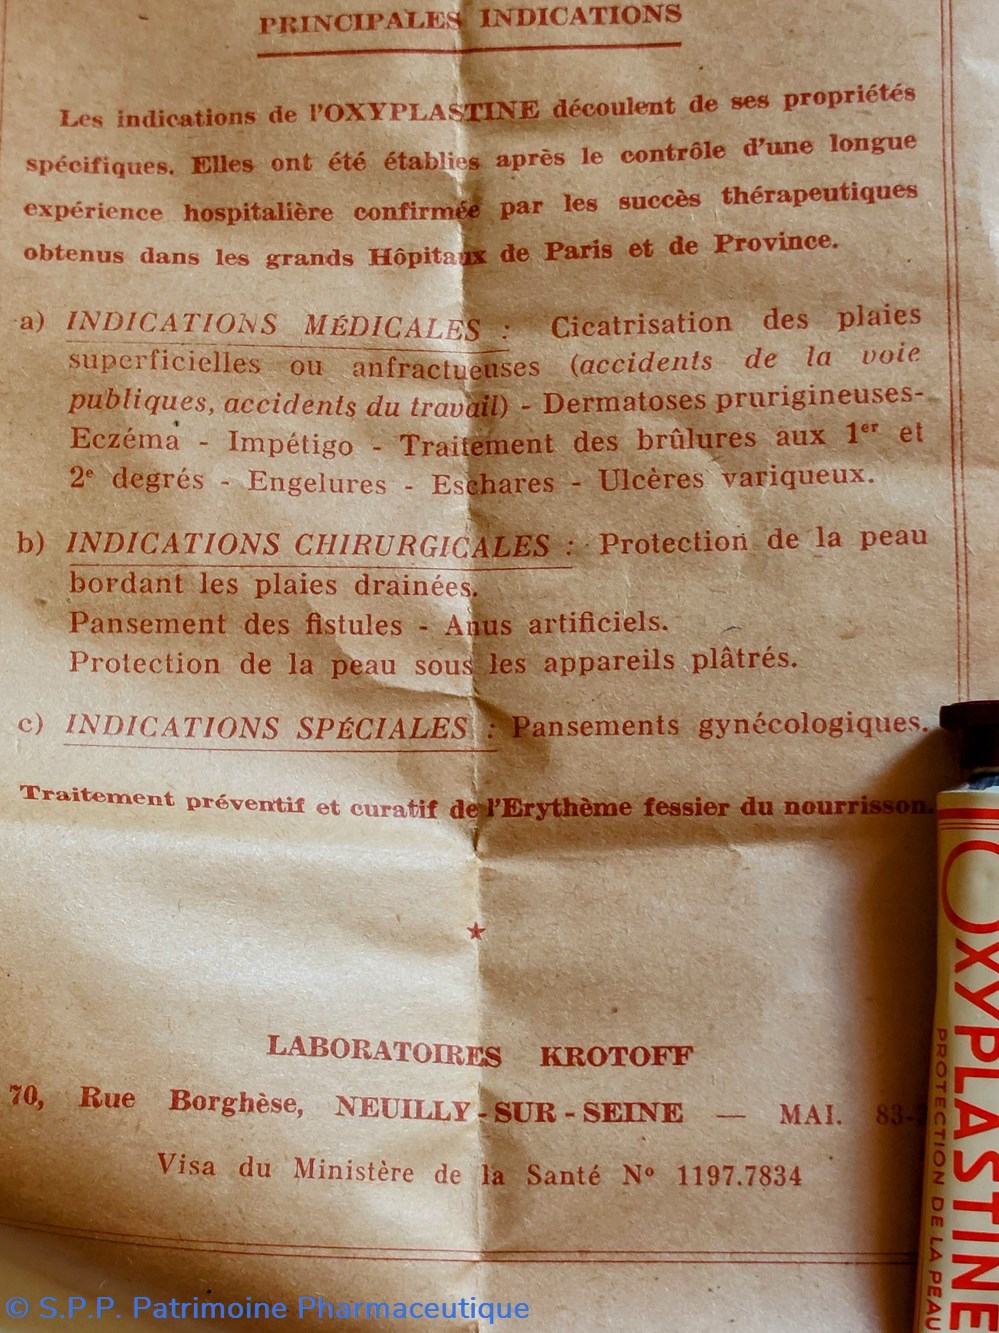 PRINCIPALES INDICATIONS
Les indications de l'OXYPLASTINE découlent de ses propriétés
spécifiques. Elles ont été établies après le contrôle d'une longue
expérience hospitalière confirmée par les succès thérapeutiques
obtenus dans les grands Hôpitaux de Paris et de Province.
a) INDICATIONS MÉDICALES : Cicatrisation des plaies
superficielles ou anfractueuses (accidents de la voie
publiques, accidents du travail) - Dermatoses prurigineuses-
Eczéma - Impétigo - Traitement des brûlures aux 1er et
2e degrés - Engelures - Eschares - Ulcères variqueux.
b) INDICATIONS CHIRURGICALES : Protection de la peau
bordant les plaies drainées.
Pansement des fistules - Anus artificiels.
Protection de la peau sous les appareils plâtrés.
c) INDICATIONS SPÉCIALES : Pansements gynécologiques.
Traitement préventif et curatif de l'Erythème fessier du nourrisson.
LABORATOIRES KROTOFF
70, Rue Borghèse, NEUILLY-SUR-SEINE — MAI. 83-
Visa du Ministère de la Santé No 1197.7834
OXYPLASTINE
PROTECTION DE LA PEAU
© S.P.P. Patrimoine Pharmaceutique